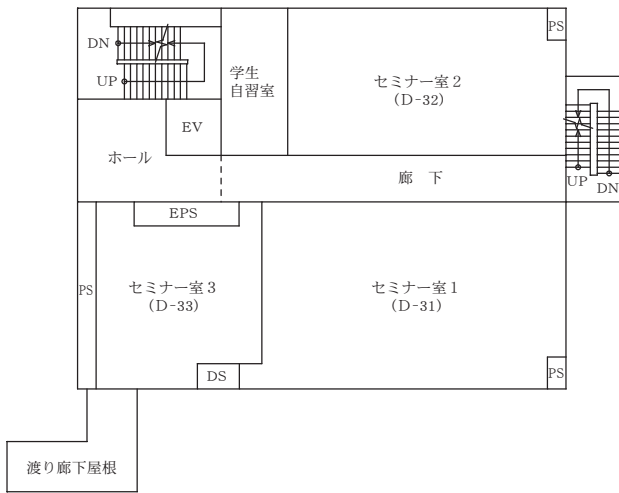 PS
DN
学生
自習室
セミナー室 2
(D-32)
UP
EV
ホール
廊　下
UP
DN
EPS
PS
セミナー室 3
(D-33)
セミナー室 1
(D-31)
DS
PS
渡り廊下屋根